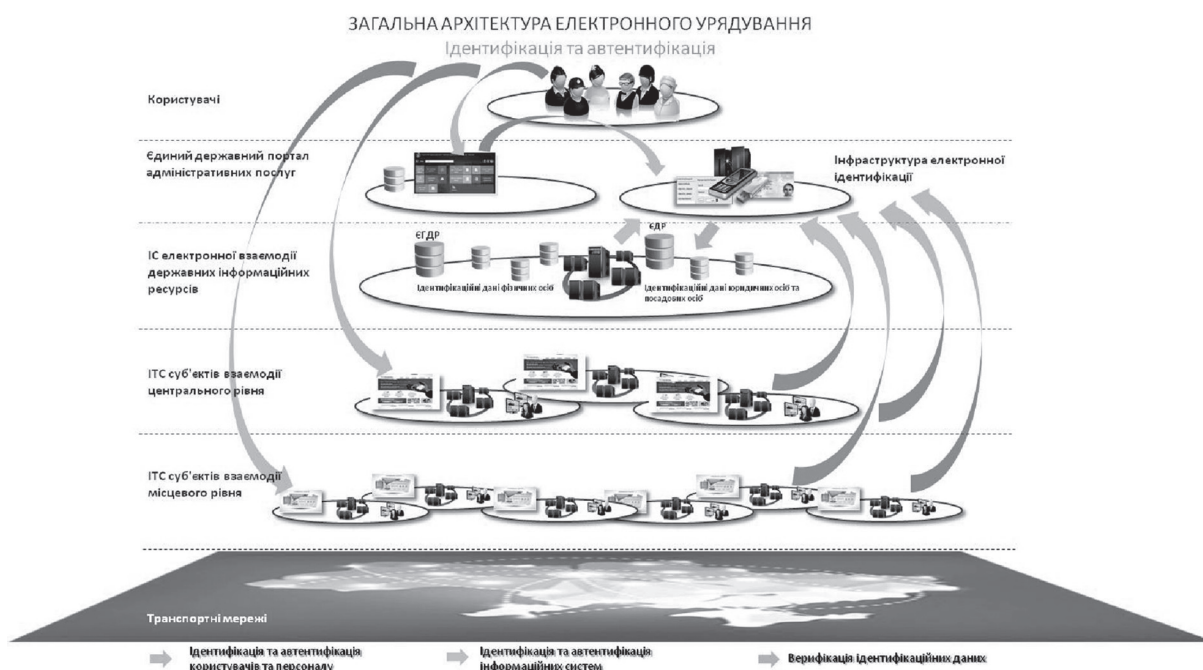 ЗАГАЛЬНА АРХІТЕКТУРА ЕЛЕКТРОННОГО УРЯДУВАННЯ
Ідентифікація та автентифікація
Користувачі
Єдиний державний портал
адміністративних послуг
Інфраструктура електронної
ідентифікації
ІС електронної взаємодії
державних інформаційних
ресурсів
ЄГДР
ЄДР
Ідентифікаційні дані фізичних осіб
Ідентифікаційні дані юридичних осіб та
посадових осіб
ІТС суб'єктів взаємодії
центрального рівня
ІТС суб'єктів взаємодії
місцевого рівня
Транспортні мережі
Ідентифікація та автентифікація
користувачів та персоналу
Ідентифікація та автентифікація
інформаційних систем
Верифікація ідентифікаційних даних